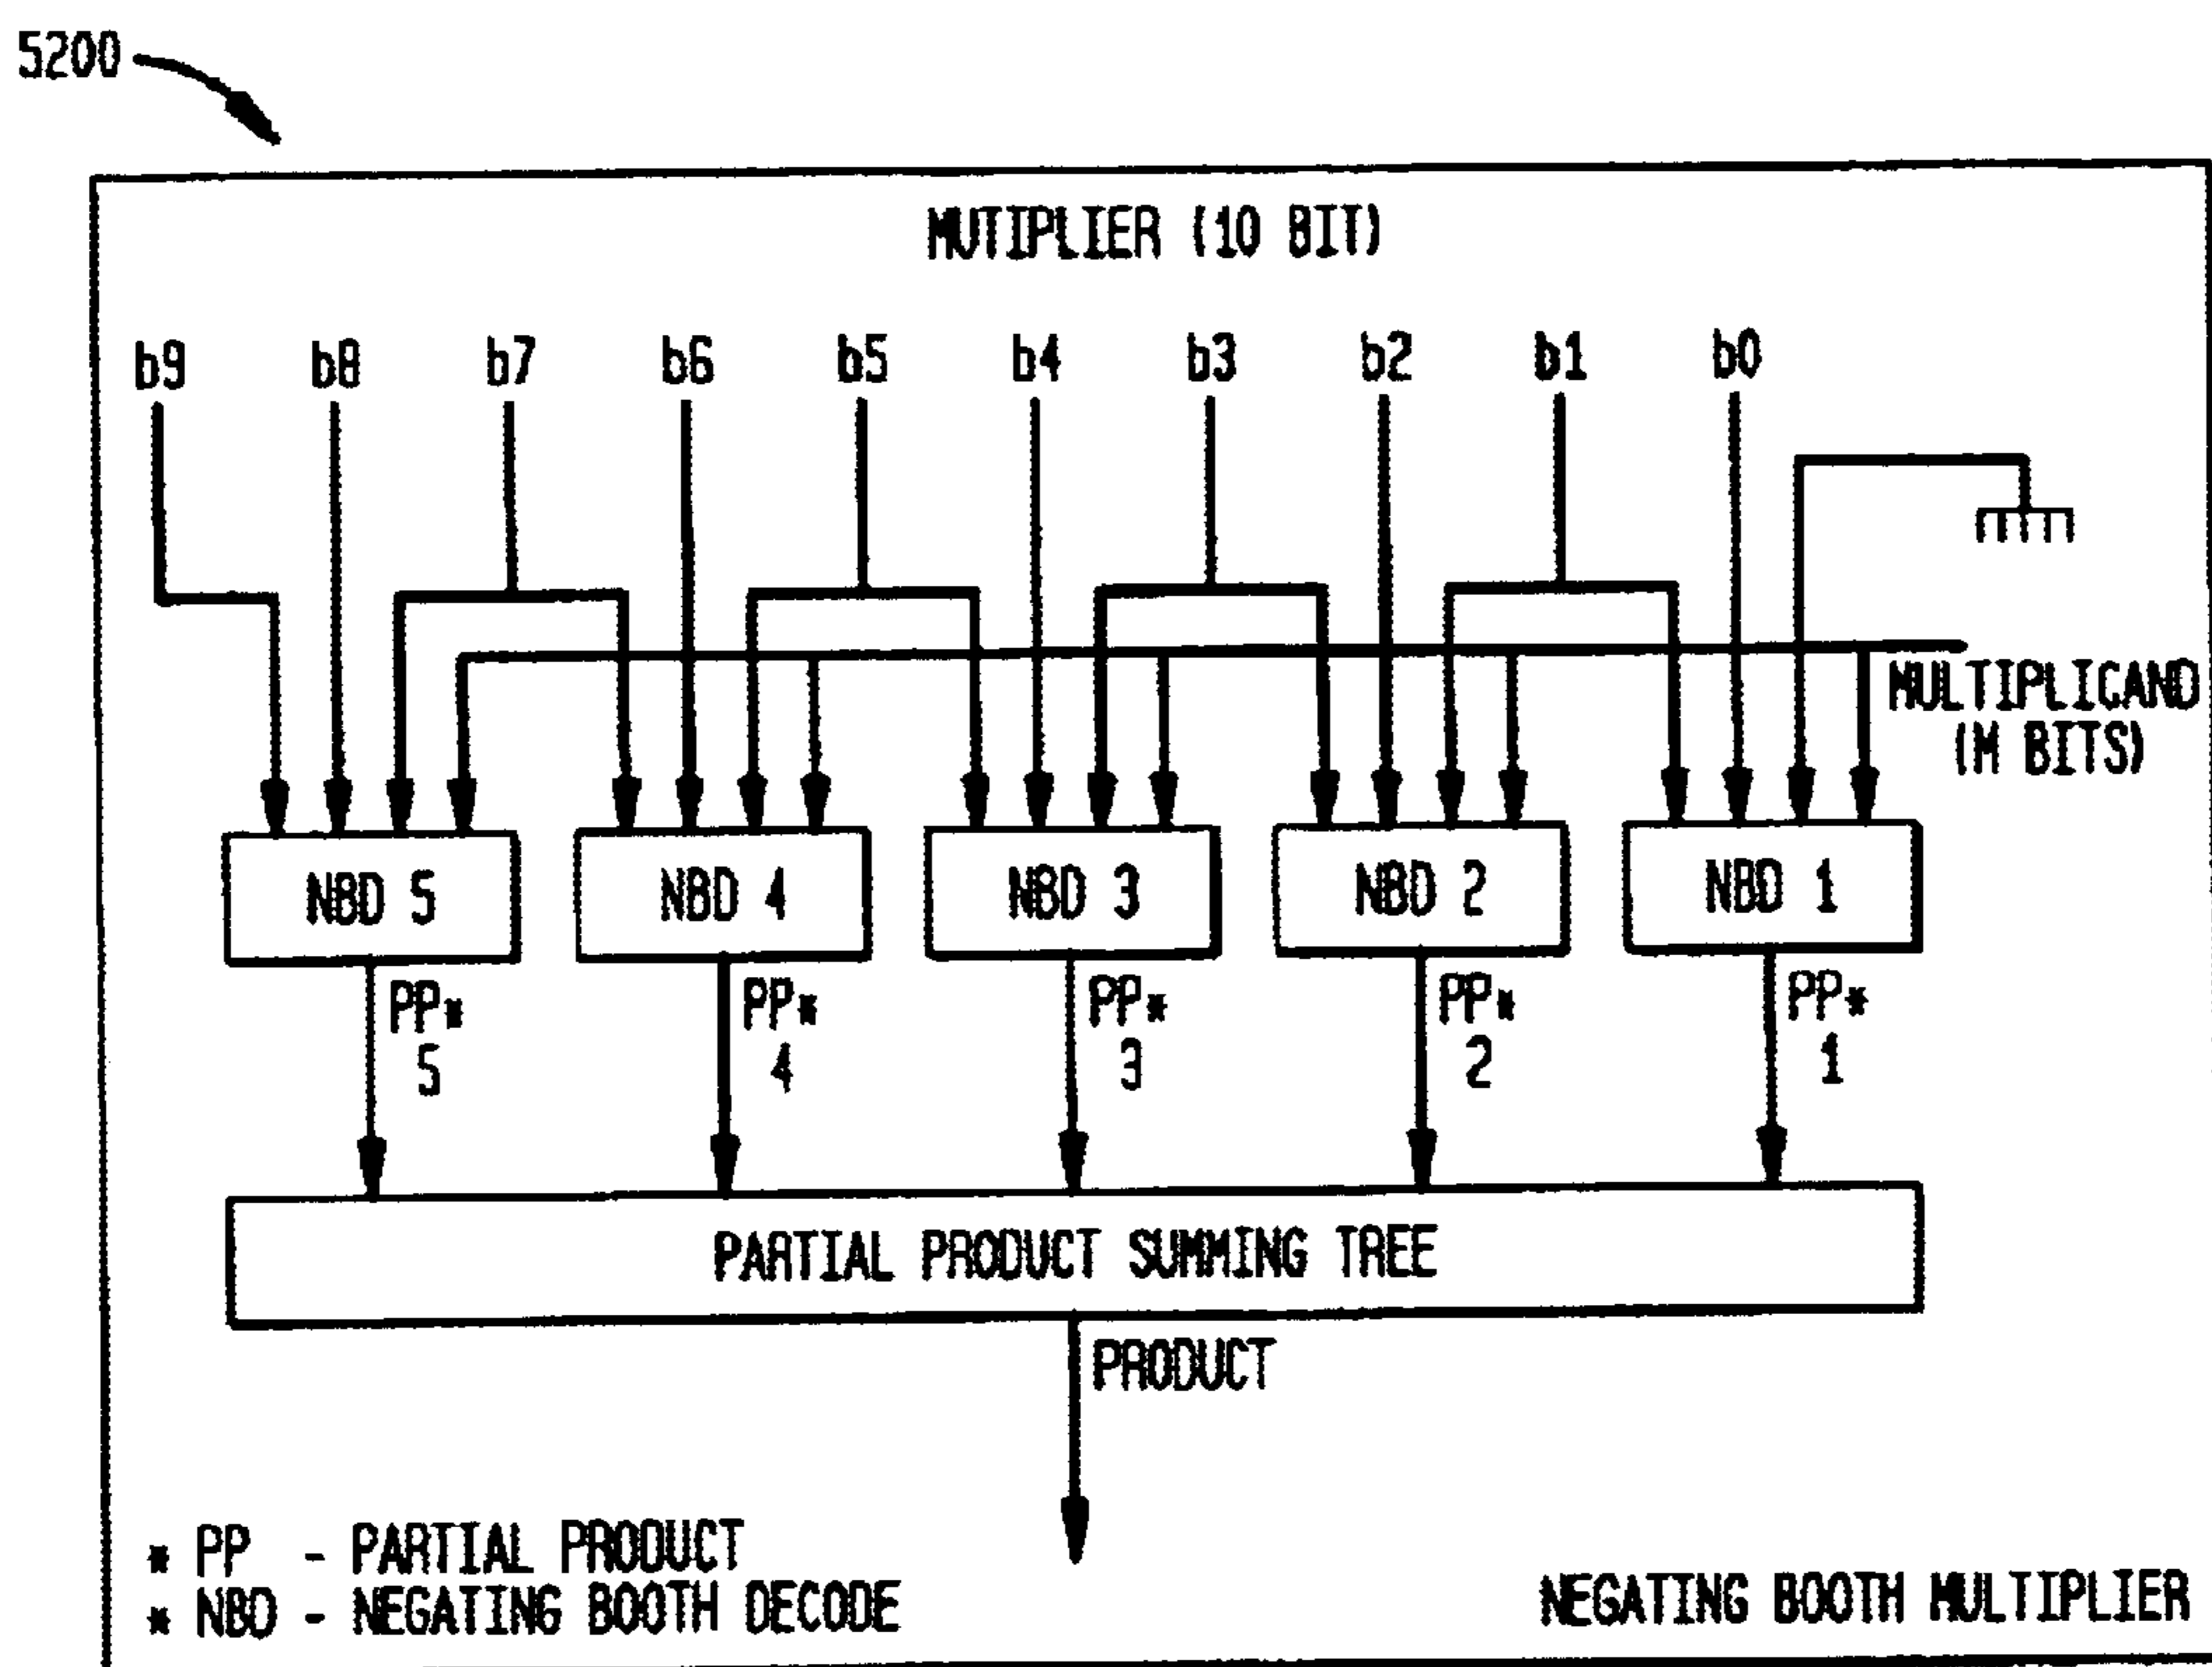 5200
MUTIPLIER (10 BIT)
b9 b8 b7 b6 b5 b4 b3 b2 b1 b0
MULTIPLICAND
(M BITS)
NBD 5 NBD 4 NBD 3 NBD 2 NBD 1
PP* PP* PP* PP* PP*
5 4 3 2 1
PARTIAL PRODUCT SUMMING TREE
PRODUCT
* PP - PARTIAL PRODUCT
* NBD - NEGATING BOOTH DECODE
NEGATING BOOTH MULTIPLIER